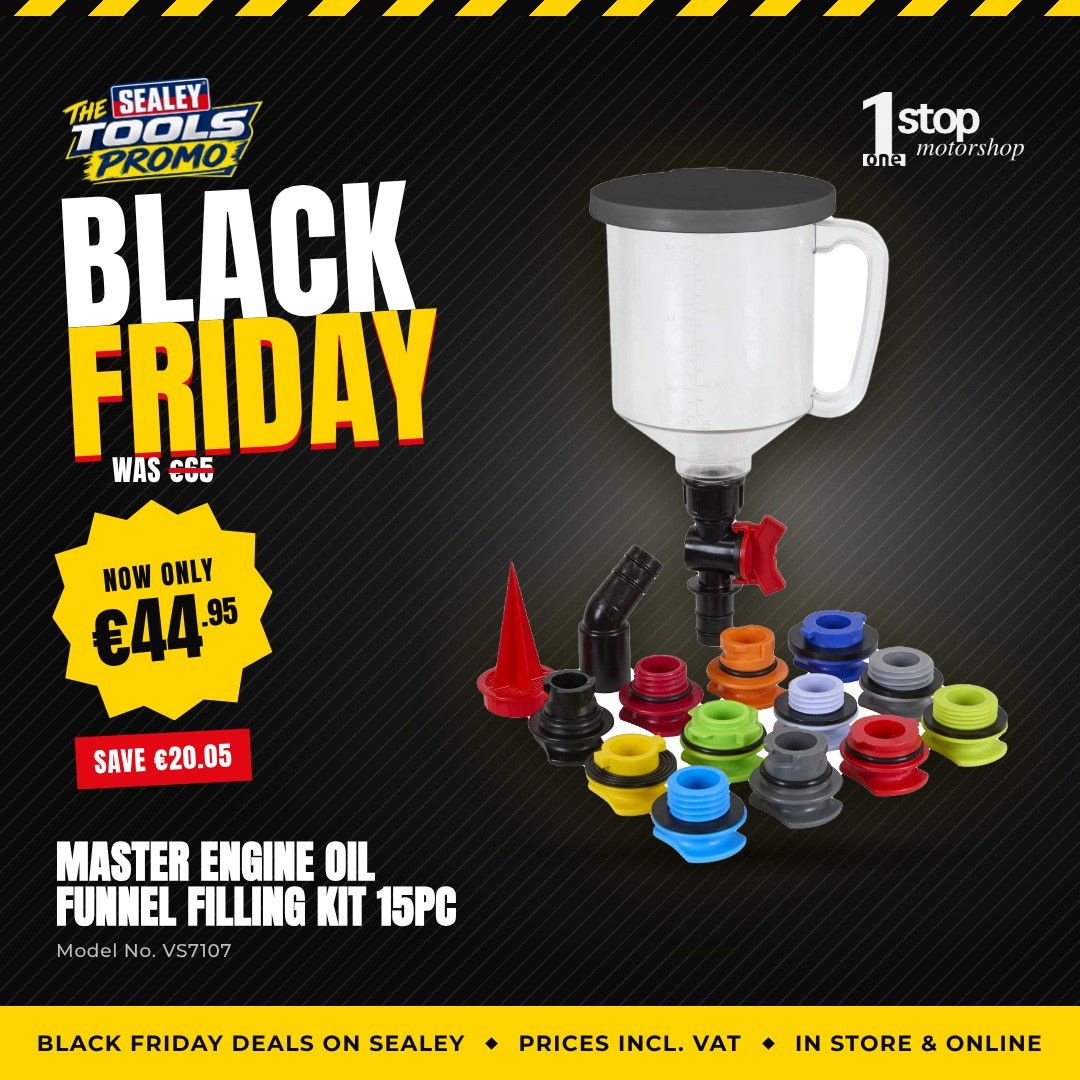 THE SEALEY
TOOLS
PROMO
1 stop
one motorshop
BLACK
FRIDAY
WAS €65
NOW ONLY
€44.95
SAVE €20.05
MASTER ENGINE OIL
FUNNEL FILLING KIT 15PC
Model No. VS7107
BLACK FRIDAY DEALS ON SEALEY ◆ PRICES INCL. VAT ◆ IN STORE & ONLINE